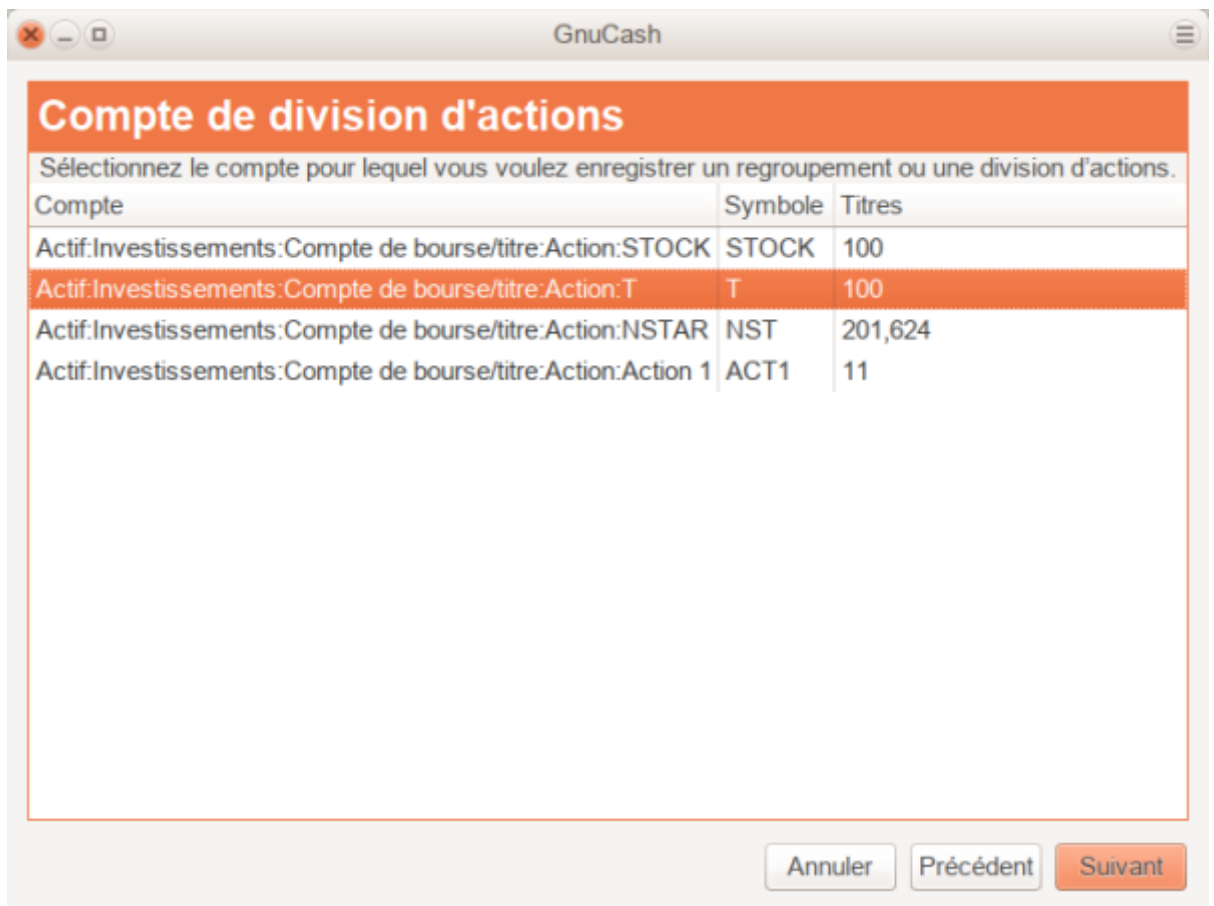 GnuCash
Compte de division d'actions
Sélectionnez le compte pour lequel vous voulez enregistrer un regroupement ou une division d’actions.
Compte Symbole Titres
Actif:Investissements:Compte de bourse/titre:Action:STOCK STOCK 100
Actif:Investissements:Compte de bourse/titre:Action:T T 100
Actif:Investissements:Compte de bourse/titre:Action:NSTAR NST 201,624
Actif:Investissements:Compte de bourse/titre:Action:Action 1 ACT1 11
Annuler Précédent Suivant